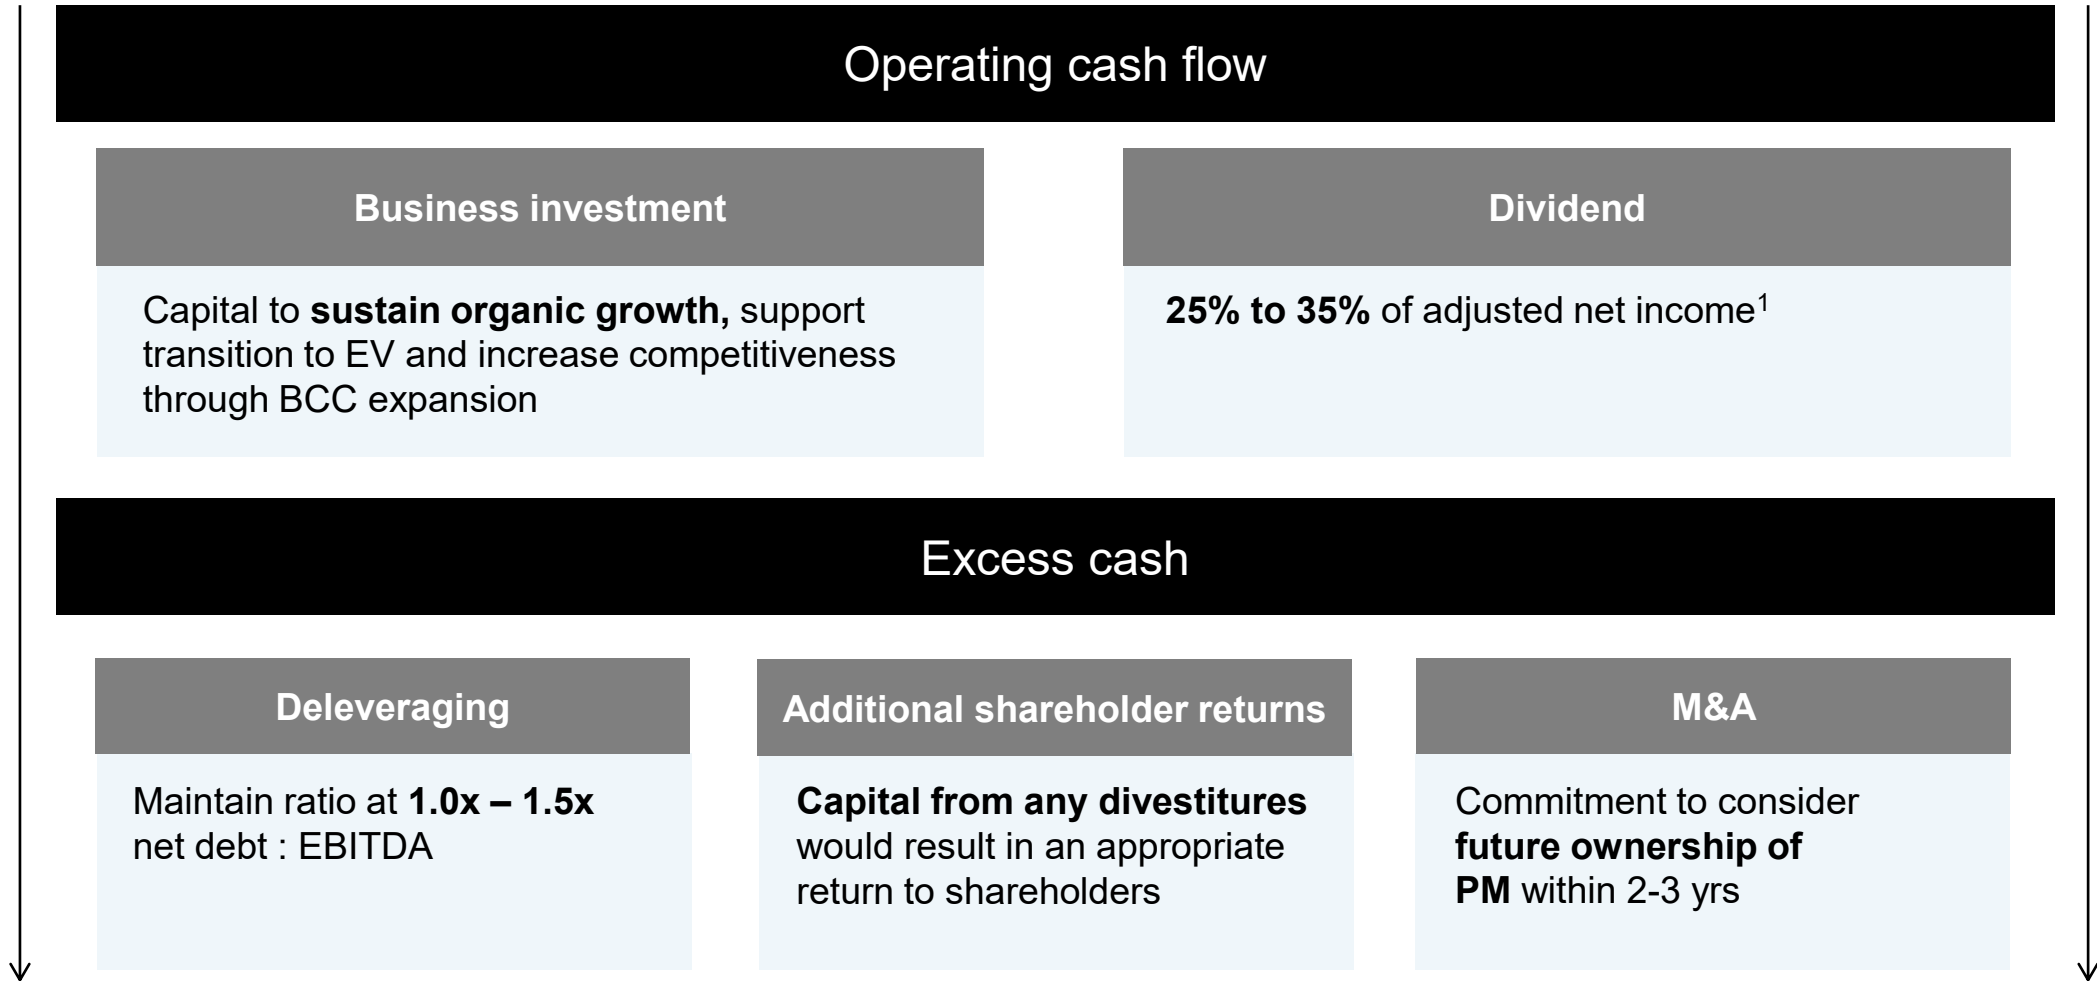 Operating cash flow
Business investment
Dividend
Capital to sustain organic growth, support
transition to EV and increase competitiveness
through BCC expansion
25% to 35% of adjusted net income¹
Excess cash
Deleveraging
Additional shareholder returns
M&A
Maintain ratio at 1.0x – 1.5x
net debt : EBITDA
Capital from any divestitures
would result in an appropriate
return to shareholders
Commitment to consider
future ownership of
PM within 2-3 yrs